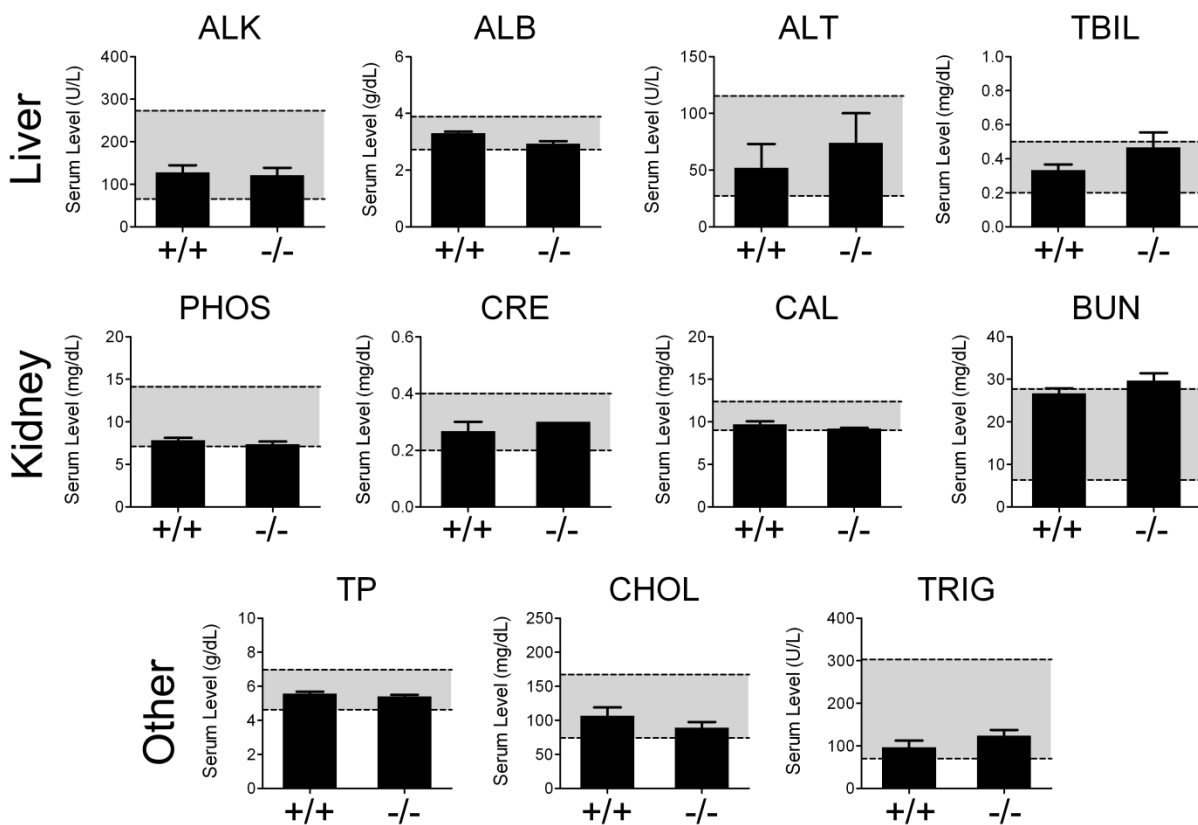 Liver
ALK
Serum Level (U/L)
400
300
200
100
0
+/+ -/-
ALB
Serum Level (g/dL)
6
4
2
0
+/+ -/-
ALT
Serum Level (U/L)
150
100
50
0
+/+ -/-
TBIL
Serum Level (mg/dL)
1.0
0.8
0.6
0.4
0.2
0.0
+/+ -/-
Kidney
PHOS
Serum Level (mg/dL)
20
15
10
5
0
+/+ -/-
CRE
Serum Level (mg/dL)
0.6
0.4
0.2
0.0
+/+ -/-
CAL
Serum Level (mg/dL)
20
15
10
5
0
+/+ -/-
BUN
Serum Level (mg/dL)
40
30
20
10
0
+/+ -/-
Other
TP
Serum Level (g/dL)
10
8
6
4
2
0
+/+ -/-
CHOL
Serum Level (mg/dL)
250
200
150
100
50
0
+/+ -/-
TRIG
Serum Level (U/L)
400
300
200
100
0
+/+ -/-